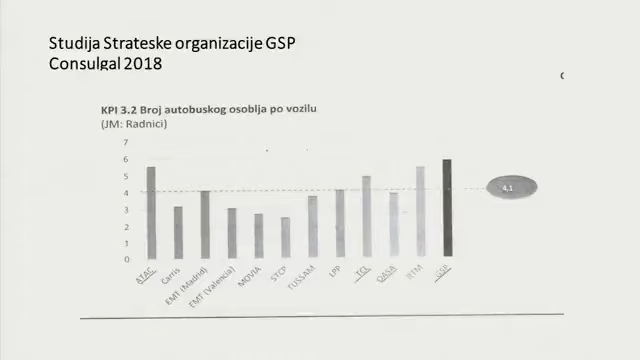 Studija Strateske organizacije GSP
Consulgal 2018
KPI 3.2 Broj autobuskog osoblja po vozilu
(JM: Radnici)
7
6
5
4
3
2
1
0
4,1
ATAC
Carris
EMT (Madrid)
EMT (Valencia)
MOVIA
STCP
TUSSAM
LPP
TCL
OASA
RTM
GSP